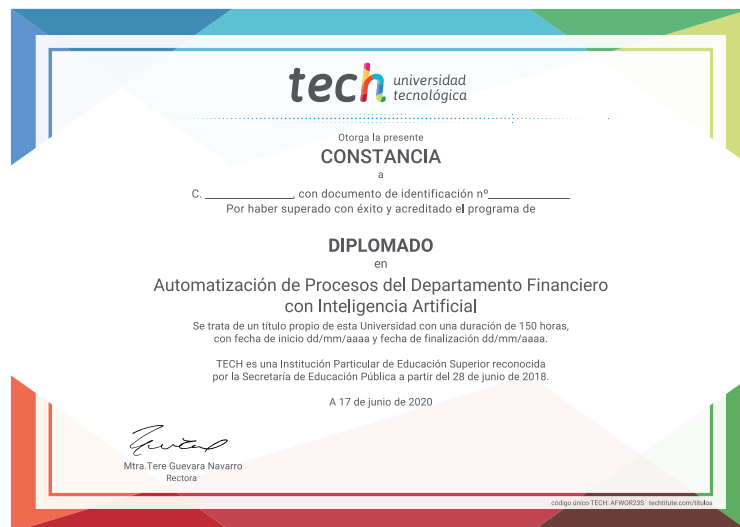 tech universidad
tecnológica
Otorga la presente
CONSTANCIA
a
C. ______________, con documento de identificación nº______________
Por haber superado con éxito y acreditado el programa de
DIPLOMADO
en
Automatización de Procesos del Departamento Financiero
con Inteligencia Artificial
Se trata de un título propio de esta Universidad con una duración de 150 horas,
con fecha de inicio dd/mm/aaaa y fecha de finalización dd/mm/aaaa.
TECH es una Institución Particular de Educación Superior reconocida
por la Secretaría de Educación Pública a partir del 28 de junio de 2018.
A 17 de junio de 2020
Mtra.Tere Guevara Navarro
Rectora
código único TECH: AFWOR23S techtitute.com/titulos